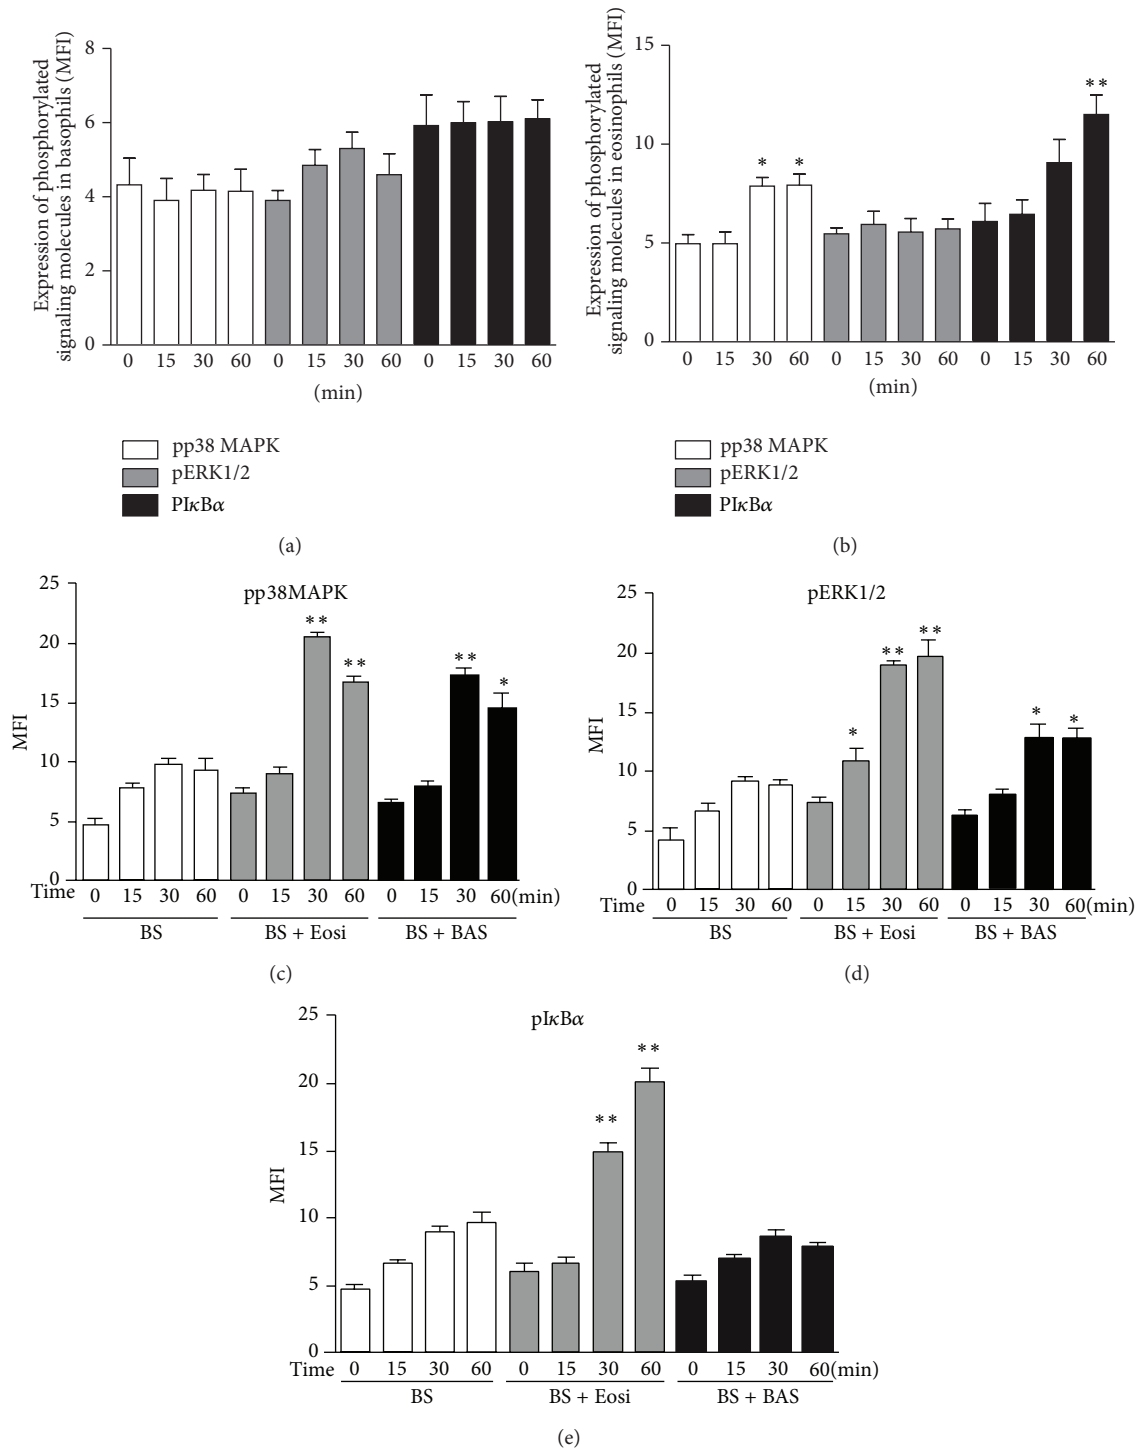 Expression of phosphorylated
signaling molecules in basophils (MFI)
8
6
4
2
0
0 15 30 60 0 15 30 60 0 15 30 60
(min)
pp38 MAPK
pERK1/2
PIκBα
(a)
Expression of phosphorylated
signaling molecules in eosinophils (MFI)
15
10
5
0
* * **
0 15 30 60 0 15 30 60 0 15 30 60
(min)
pp38 MAPK
pERK1/2
PIκBα
(b)
pp38MAPK
MFI
25
20
15
10
5
0
** ** ** *
Time 0 15 30 60 0 15 30 60 0 15 30 60(min)
BS BS + Eosi BS + BAS
(c)
pERK1/2
MFI
25
20
15
10
5
0
* ** ** * *
Time 0 15 30 60 0 15 30 60 0 15 30 60(min)
BS BS + Eosi BS + BAS
(d)
pIκBα
MFI
25
20
15
10
5
0
** **
Time 0 15 30 60 0 15 30 60 0 15 30 60(min)
BS BS + Eosi BS + BAS
(e)